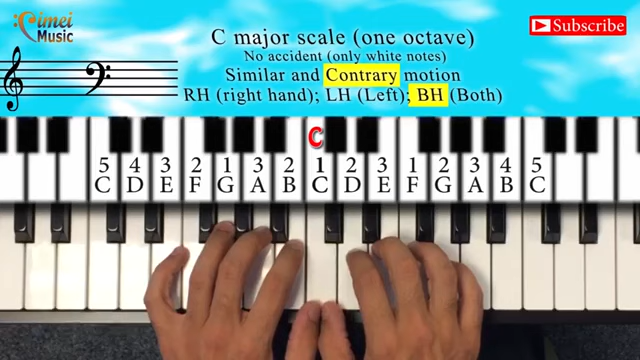 Cimei
Music
C major scale (one octave)
No accident (only white notes)
Similar and Contrary motion
RH (right hand); LH (Left); BH (Both)
Subscribe
C
5 4 3 2 1 3 2 1 2 3 1 2 3 4 5
C D E F G A B C D E F G A B C